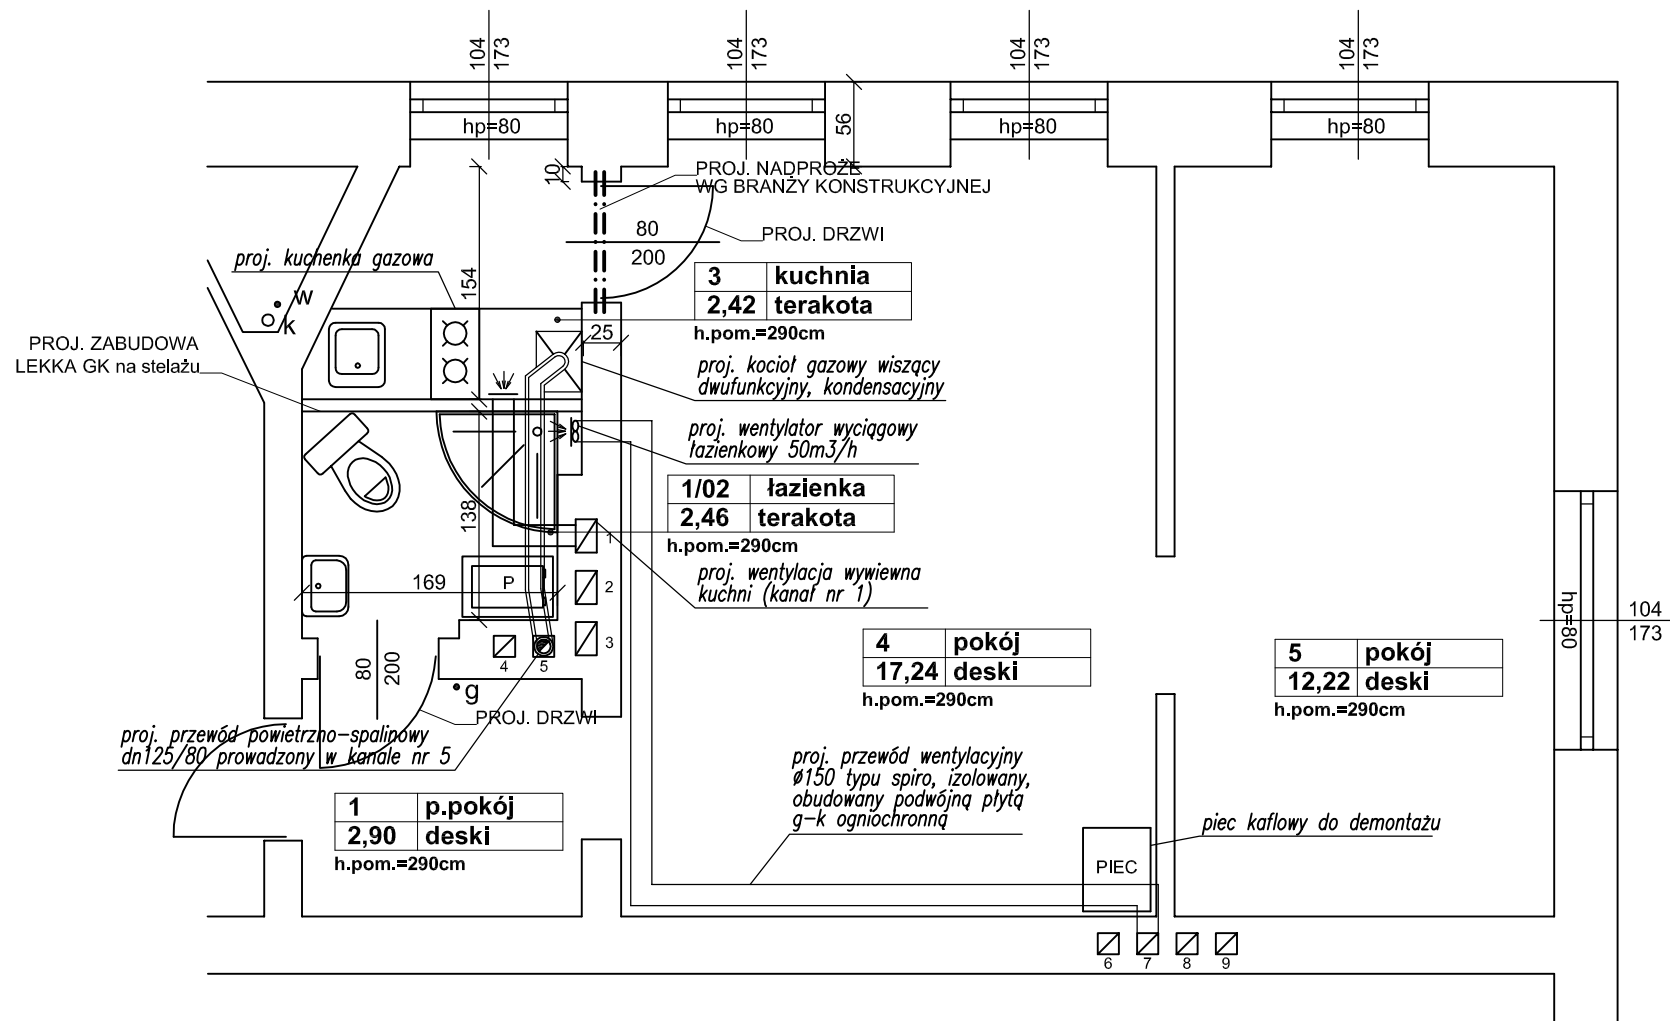 104
173
104
173
104
173
104
173
hp=80
hp=80
hp=80
hp=80
56
10
PROJ. NADPROŻE
WG BRANŻY KONSTRUKCYJNEJ
80
200
PROJ. DRZWI
proj. kuchenka gazowa
154
3 kuchnia
2,42 terakota
h.pom.=290cm
w
k
25
PROJ. ZABUDOWA
LEKKA GK na stelażu
proj. kocioł gazowy wiszący
dwufunkcyjny, kondensacyjny
proj. wentylator wyciągowy
łazienkowy 50m3/h
138
1/02 łazienka
2,46 terakota
h.pom.=290cm
1
proj. wentylacja wywiewna
kuchni (kanał nr 1)
169
P
2
3
4
5
80
200
g
PROJ. DRZWI
proj. przewód powietrzno-spalinowy
dn125/80 prowadzony w kanale nr 5
4 pokój
17,24 deski
h.pom.=290cm
5 pokój
12,22 deski
h.pom.=290cm
hp=80
104
173
1 p.pokój
2,90 deski
h.pom.=290cm
proj. przewód wentylacyjny
ø150 typu spiro, izolowany,
obudowany podwójną płytą
g-k ogniochronną
piec kaflowy do demontażu
PIEC
6
7
8
9